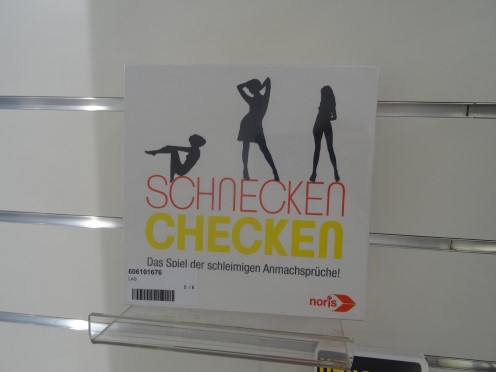 SCHNECKEN
CHECKEN
Das Spiel der schleimigen Anmachsprüche!
606101676
noris